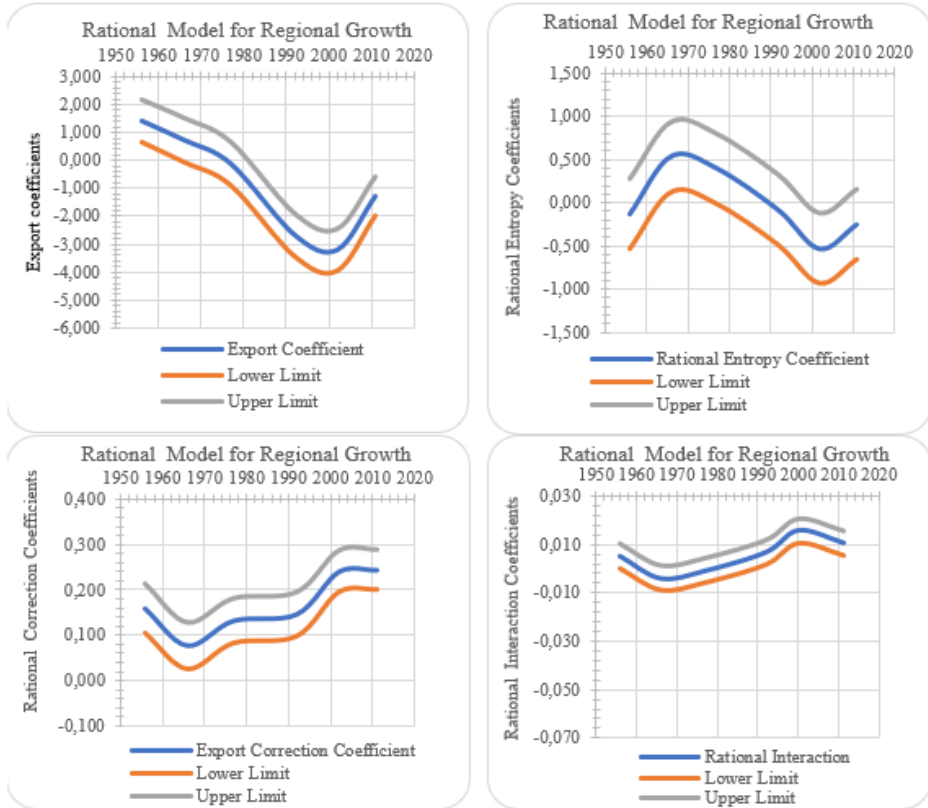 Rational Model for Regional Growth
1950 1960 1970 1980 1990 2000 2010 2020
3,000
2,000
1,000
0,000
-1,000
-2,000
-3,000
-4,000
-5,000
-6,000
Export coefficients
Export Coefficient
Lower Limit
Upper Limit
Rational Model for Regional Growth
1950 1960 1970 1980 1990 2000 2010 2020
1,500
1,000
0,500
0,000
-0,500
-1,000
-1,500
Rational Entropy Coefficients
Rational Entropy Coefficient
Lower Limit
Upper Limit
Rational Model for Regional Growth
1950 1960 1970 1980 1990 2000 2010 2020
0,400
0,300
0,200
0,100
0,000
-0,100
Rational Correction Coefficients
Export Correction Coefficient
Lower Limit
Upper Limit
Rational Model for Regional Growth
1950 1960 1970 1980 1990 2000 2010 2020
0,030
0,010
-0,010
-0,030
-0,050
-0,070
Rational Interaction Coefficients
Rational Interaction
Lower Limit
Upper Limit